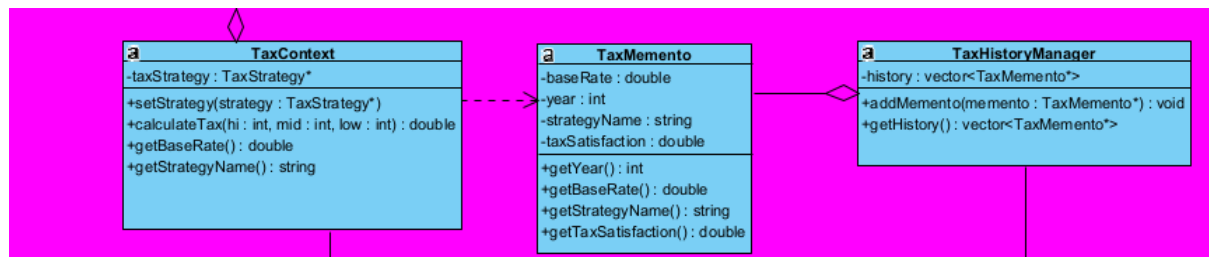 a TaxContext
-taxStrategy : TaxStrategy*
+setStrategy(strategy : TaxStrategy*)
+calculateTax(hi : int, mid : int, low : int) : double
+getBaseRate() : double
+getStrategyName() : string
a TaxMemento
-baseRate : double
-year : int
-strategyName : string
-taxSatisfaction : double
+getYear() : int
+getBaseRate() : double
+getStrategyName() : string
+getTaxSatisfaction() : double
a TaxHistoryManager
-history : vector<TaxMemento*>
+addMemento(memento : TaxMemento*) : void
+getHistory() : vector<TaxMemento*>